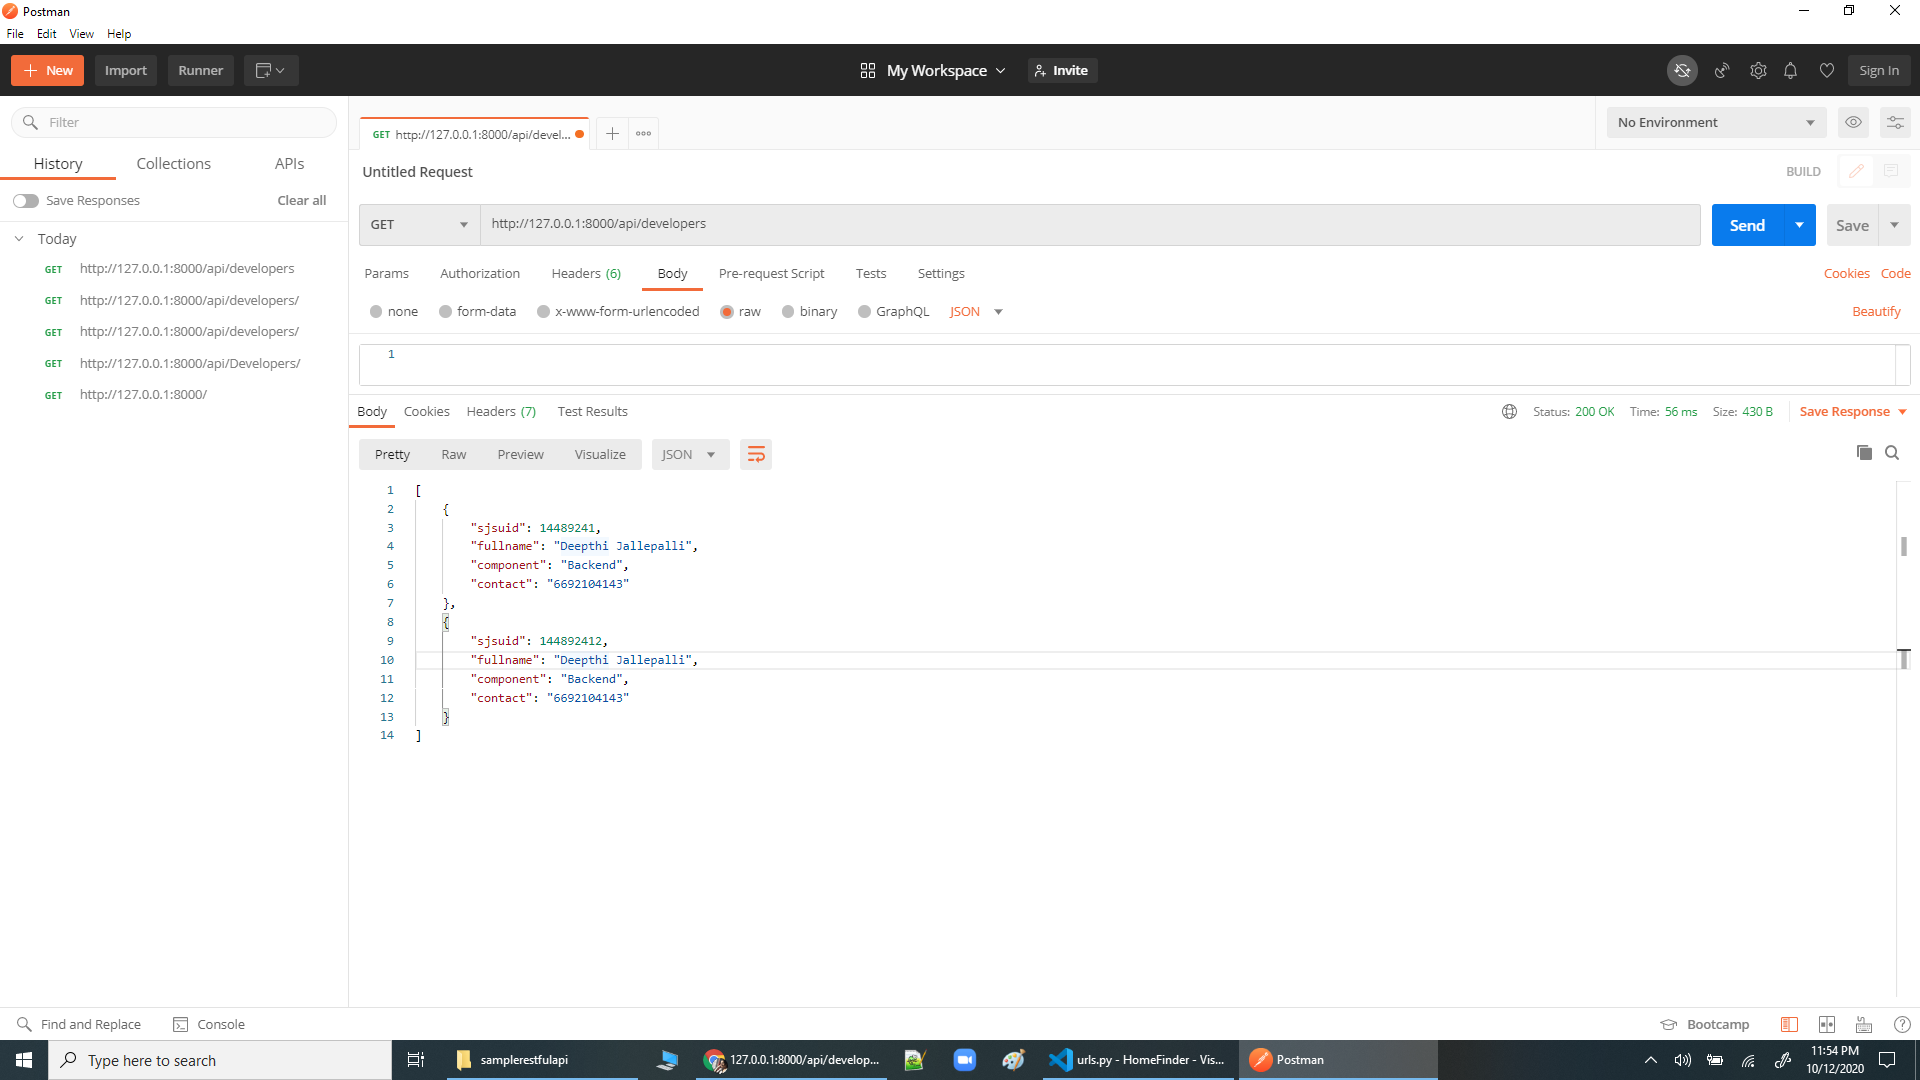 Postman
File Edit View Help
New Import Runner My Workspace Invite Sign In
Filter
History Collections APIs
Save Responses Clear all
Today
GET http://127.0.0.1:8000/api/developers
GET http://127.0.0.1:8000/api/developers/
GET http://127.0.0.1:8000/api/developers/
GET http://127.0.0.1:8000/api/Developers/
GET http://127.0.0.1:8000/
GET http://127.0.0.1:8000/api/devel...
No Environment
Untitled Request
BUILD
GET http://127.0.0.1:8000/api/developers Send Save
Params Authorization Headers (6) Body Pre-request Script Tests Settings Cookies Code
none form-data x-www-form-urlencoded raw binary GraphQL JSON Beautify
1
Body Cookies Headers (7) Test Results Status: 200 OK Time: 56 ms Size: 430 B Save Response
Pretty Raw Preview Visualize JSON
1 [
2 {
3 "sjsuid": 14489241,
4 "fullname": "Deepthi Jallepalli",
5 "component": "Backend",
6 "contact": "6692104143"
7 },
8 {
9 "sjsuid": 144892412,
10 "fullname": "Deepthi Jallepalli",
11 "component": "Backend",
12 "contact": "6692104143"
13 }
14 ]
Find and Replace Console Bootcamp
Type here to search samplerestfulapi 127.0.0.1:8000/api/develop... urls.py - HomeFinder - Vis... Postman
11:54 PM
10/12/2020